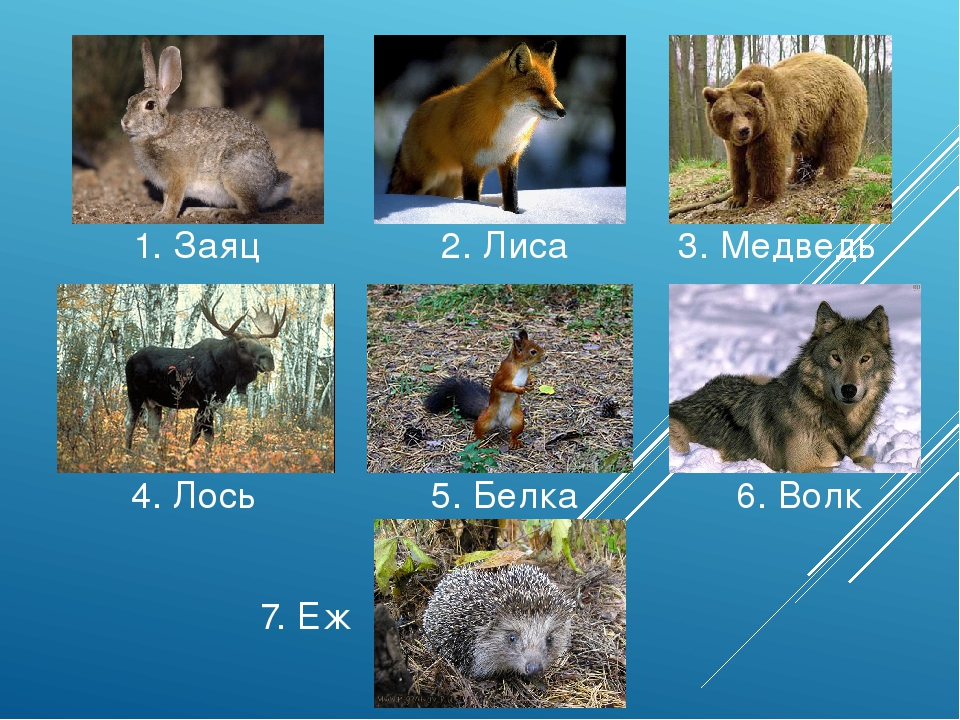 1. Заяц
2. Лиса
3. Медведь
4. Лось
5. Белка
6. Волк
7. Еж